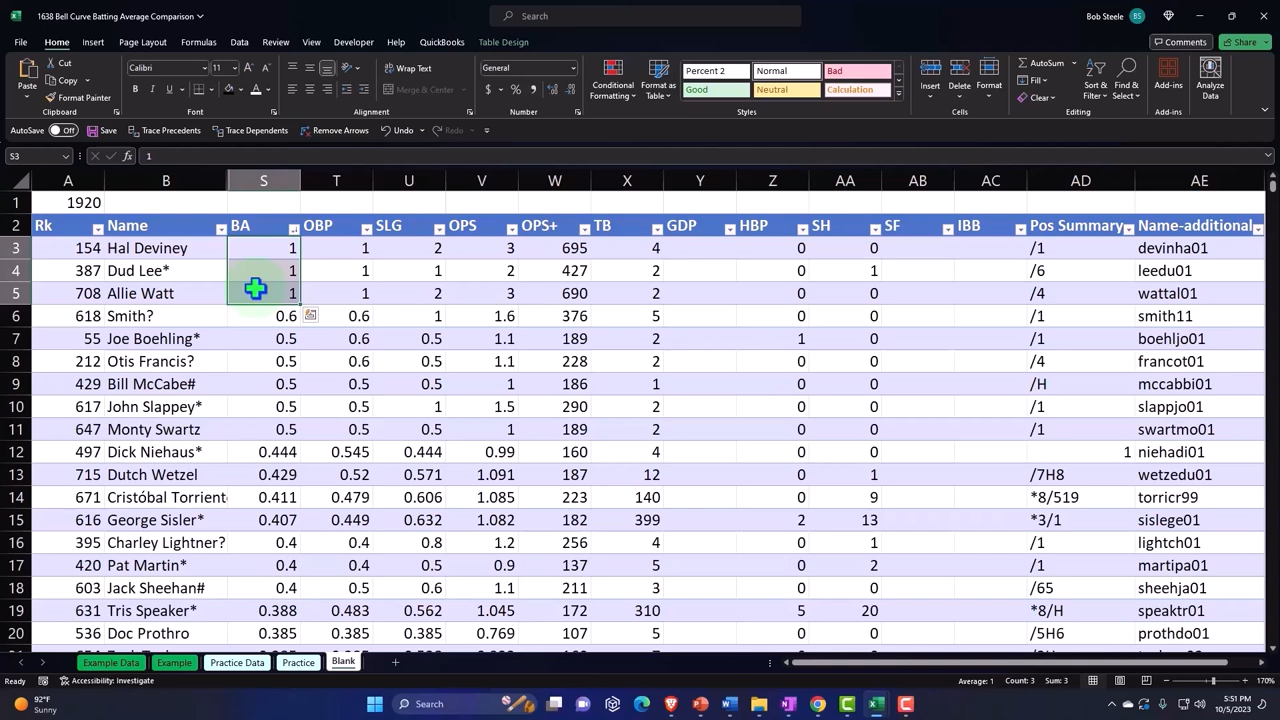 1638 Bell Curve Batting Average Comparison
Search
Bob Steele BS
File Home Insert Page Layout Formulas Data Review View Developer Help QuickBooks Table Design
Comments Share
Paste Cut Copy Format Painter
Calibri 11
Wrap Text
Merge & Center
General
Conditional Formatting Format as Table
Percent 2 Normal Bad
Good Neutral Calculation
Insert Delete Format
AutoSum Fill Clear
Sort & Filter Find & Select
Add-ins
Analyze Data
Clipboard Font Alignment Number Styles Cells Editing Add-ins
AutoSave Off Save Trace Precedents Trace Dependents Remove Arrows Undo Redo
S3 fx 1
A B S T U V W X Y Z AA AB AC AD AE
1 1920
2 Rk Name BA OBP SLG OPS OPS+ TB GDP HBP SH SF IBB Pos Summary Name-additional
3 154 Hal Deviney 1 1 2 3 695 4 0 0 /1 devinha01
4 387 Dud Lee* 1 1 1 2 427 2 0 1 /6 leedu01
5 708 Allie Watt 1 1 2 3 690 2 0 0 /4 wattal01
6 618 Smith? 0.6 0.6 1 1.6 376 5 0 0 /1 smith11
7 55 Joe Boehling* 0.5 0.6 0.5 1.1 189 2 1 0 /1 boehljo01
8 212 Otis Francis? 0.5 0.6 0.5 1.1 228 2 0 0 /4 francot01
9 429 Bill McCabe# 0.5 0.5 0.5 1 186 1 0 0 /H mccabbi01
10 617 John Slappey* 0.5 0.5 1 1.5 290 2 0 0 /1 slappjo01
11 647 Monty Swartz 0.5 0.5 0.5 1 189 2 0 0 /1 swartmo01
12 497 Dick Niehaus* 0.444 0.545 0.444 0.99 160 4 0 0 1 niehadi01
13 715 Dutch Wetzel 0.429 0.52 0.571 1.091 187 12 0 1 /7H8 wetzedu01
14 671 Cristóbal Torriente 0.411 0.479 0.606 1.085 223 140 0 9 *8/519 torricr99
15 616 George Sisler* 0.407 0.449 0.632 1.082 182 399 2 13 *3/1 sislege01
16 395 Charley Lightner? 0.4 0.4 0.8 1.2 256 4 0 1 /1 lightch01
17 420 Pat Martin* 0.4 0.4 0.5 0.9 137 5 0 2 /1 martipa01
18 603 Jack Sheehan# 0.4 0.5 0.6 1.1 211 3 0 0 /65 sheehja01
19 631 Tris Speaker* 0.388 0.483 0.562 1.045 172 310 5 20 *8/H speaktr01
20 536 Doc Prothro 0.385 0.385 0.385 0.769 107 5 0 0 /5H6 prothdo01
Example Data Example Practice Data Practice Blank
Ready Accessibility: Investigate Average: 1 Count: 3 Sum: 3 170%
92°F
Sunny
Search
5:51 PM
10/5/2023